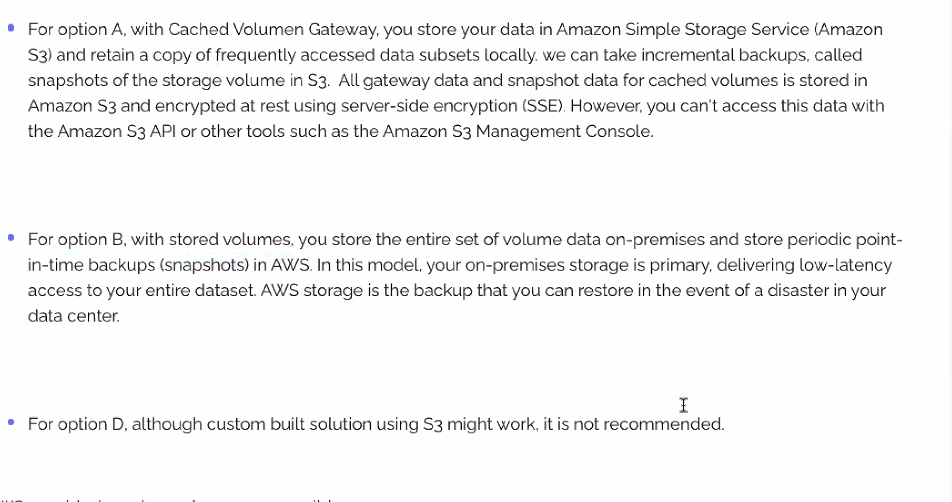 For option A, with Cached Volumen Gateway, you store your data in Amazon Simple Storage Service (Amazon
S3) and retain a copy of frequently accessed data subsets locally. we can take incremental backups, called
snapshots of the storage volume in S3. All gateway data and snapshot data for cached volumes is stored in
Amazon S3 and encrypted at rest using server-side encryption (SSE). However, you can't access this data with
the Amazon S3 API or other tools such as the Amazon S3 Management Console.
For option B, with stored volumes, you store the entire set of volume data on-premises and store periodic point-
in-time backups (snapshots) in AWS. In this model, your on-premises storage is primary, delivering low-latency
access to your entire dataset. AWS storage is the backup that you can restore in the event of a disaster in your
data center.
For option D, although custom built solution using S3 might work, it is not recommended.